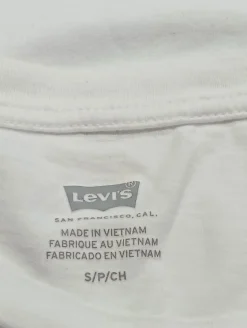 Levi's®
SAN FRANCISCO, CAL.
MADE IN VIETNAM
FABRIQUE AU VIETNAM
FABRICADO EN VIETNAM
S/P/CH